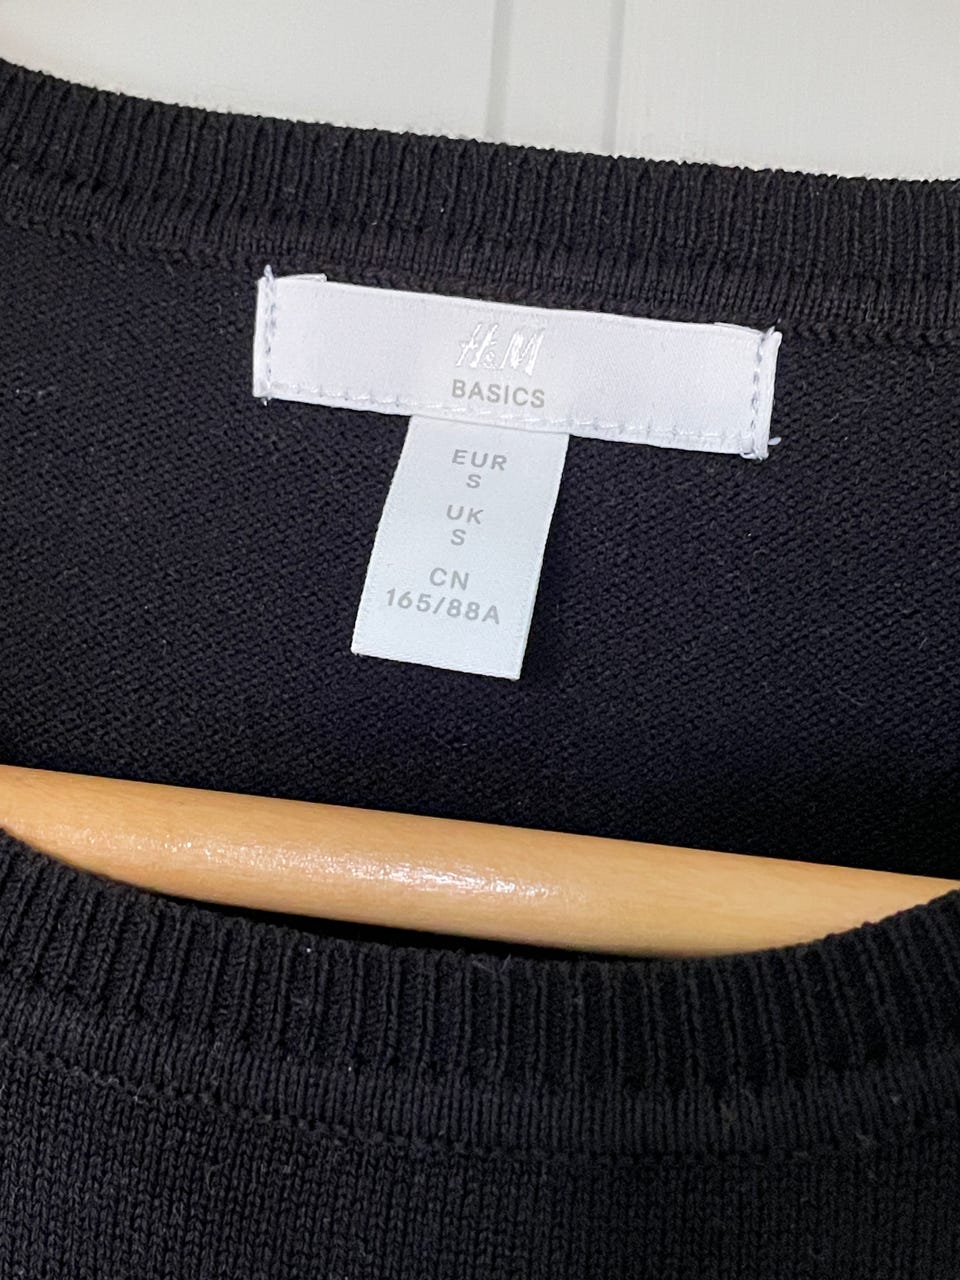 H&M
BASICS
EUR
S
UK
S
CN
165/88A